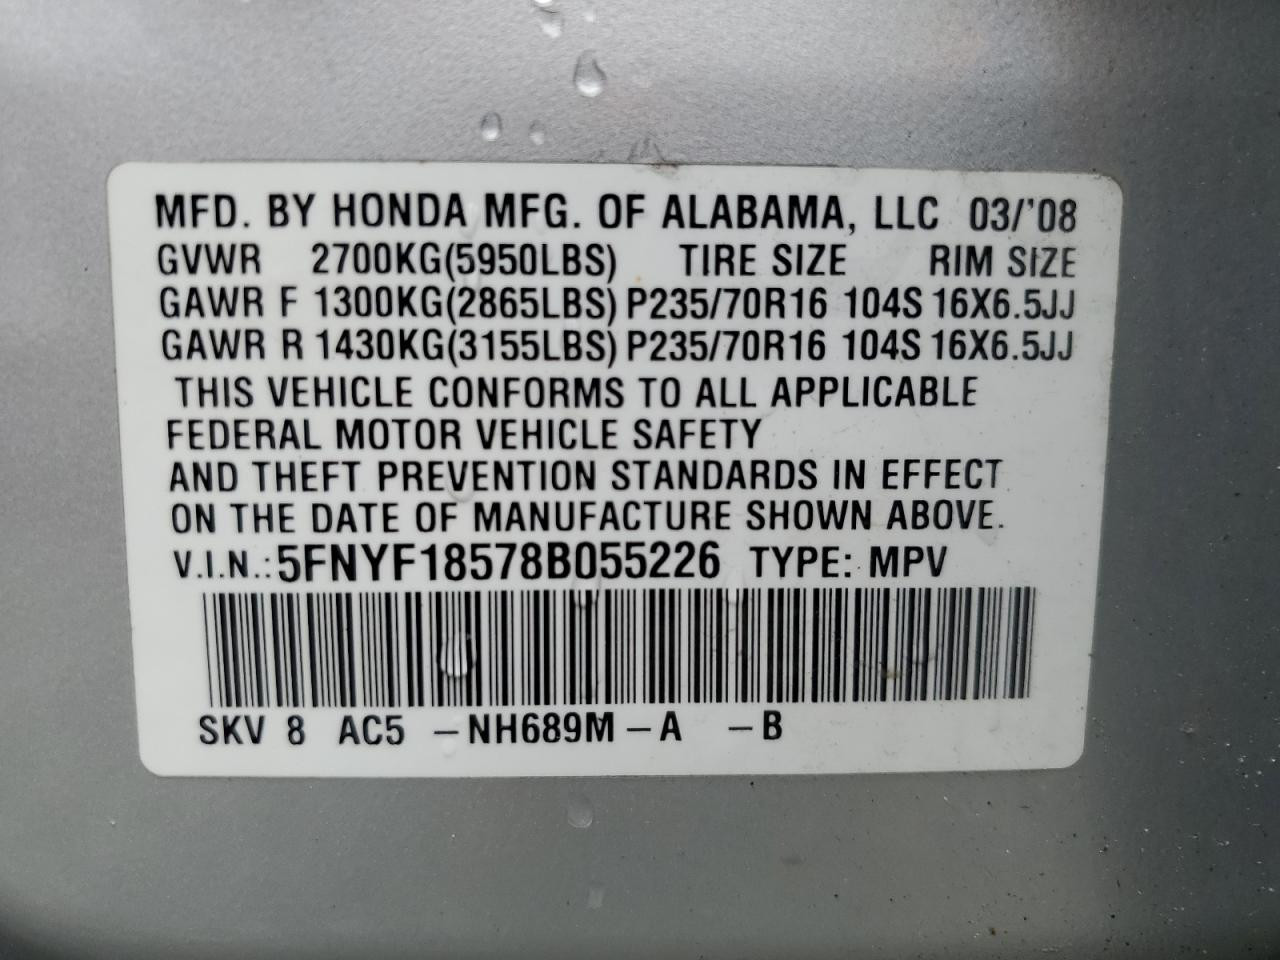 MFD. BY HONDA MFG. OF ALABAMA, LLC 03/'08
GVWR 2700KG(5950LBS) TIRE SIZE RIM SIZE
GAWR F 1300KG(2865LBS) P235/70R16 104S 16X6.5JJ
GAWR R 1430KG(3155LBS) P235/70R16 104S 16X6.5JJ
THIS VEHICLE CONFORMS TO ALL APPLICABLE
FEDERAL MOTOR VEHICLE SAFETY
AND THEFT PREVENTION STANDARDS IN EFFECT
ON THE DATE OF MANUFACTURE SHOWN ABOVE.
V.I.N.: 5FNYF18578B055226 TYPE: MPV
SKV 8 AC5 -NH689M-A -B